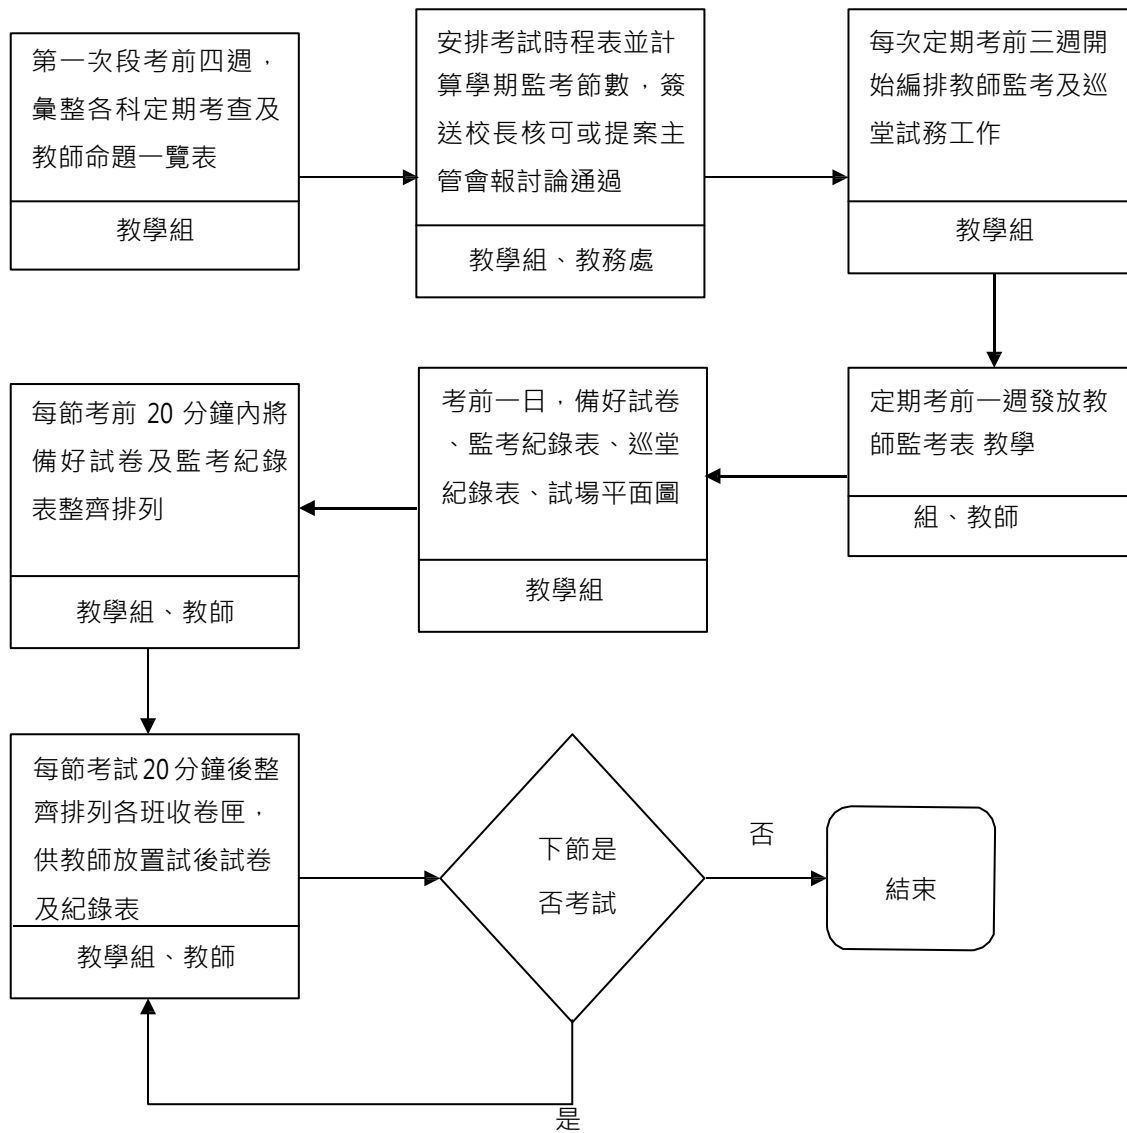 第一次段考前四週，
彙整各科定期考查及
教師命題一覽表
教學組
安排考試時程表並計
算學期監考節數，簽
送校長核可或提案主
管會報討論通過
教學組、教務處
每次定期考前三週開
始編排教師監考及巡
堂試務工作
教學組
定期考前一週發放教
師監考表 教學
組、教師
考前一日，備好試卷
、監考紀錄表、巡堂
紀錄表、試場平面圖
教學組
每節考前 20 分鐘內將
備好試卷及監考紀錄
表整齊排列
教學組、教師
每節考試 20 分鐘後整
齊排列各班收卷匣，
供教師放置試後試卷
及紀錄表
教學組、教師
下節是
否考試
否
結束
是